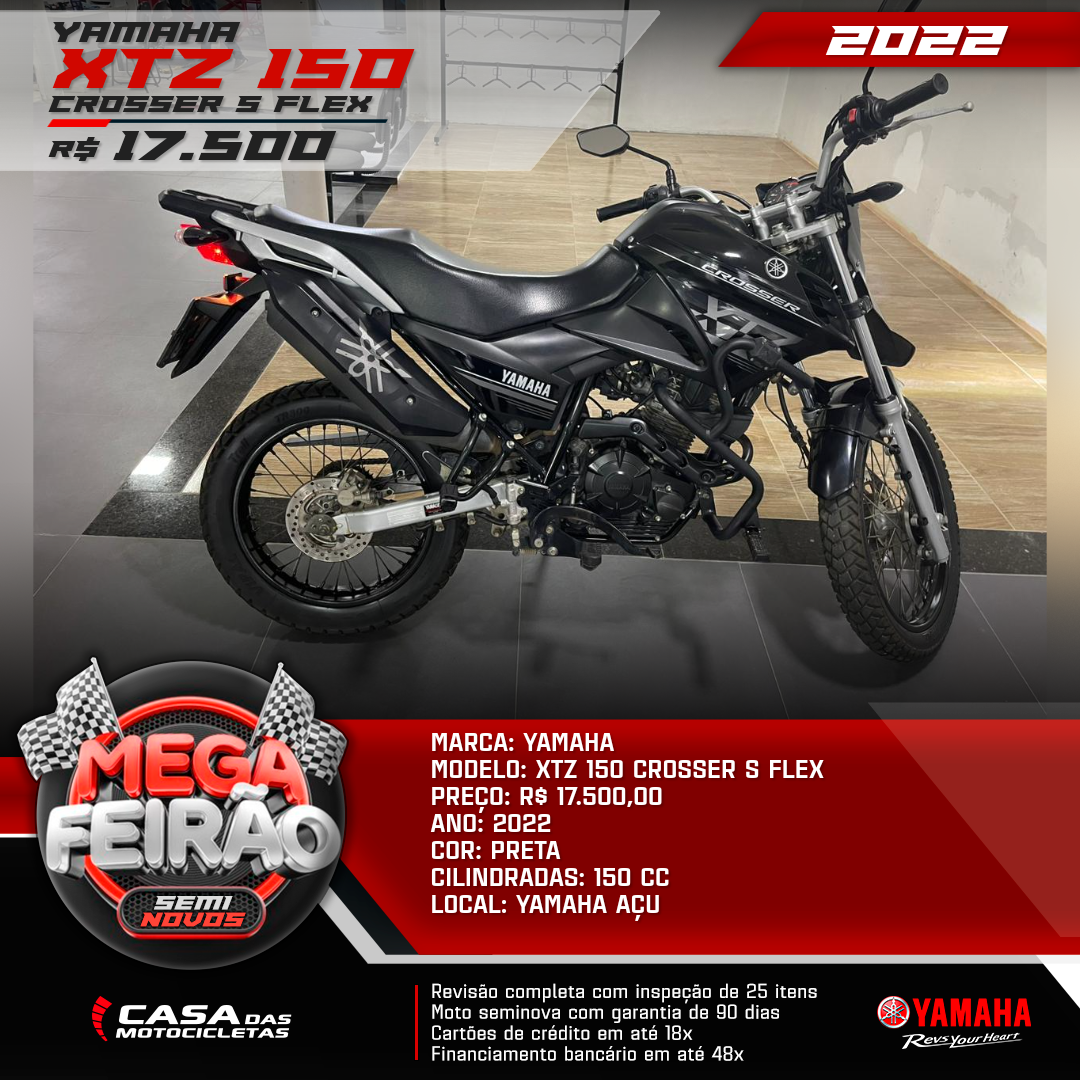 YAMAHA
XTZ 150
CROSSER S FLEX
R$ 17.500
2022
CROSSER
XTZ
YAMAHA
MEGA
FEIRÃO
SEMI
NOVOS
MARCA: YAMAHA
MODELO: XTZ 150 CROSSER S FLEX
PREÇO: R$ 17.500,00
ANO: 2022
COR: PRETA
CILINDRADAS: 150 CC
LOCAL: YAMAHA AÇU
CASA DAS
MOTOCICLETAS
Revisão completa com inspeção de 25 itens
Moto seminova com garantia de 90 dias
Cartões de crédito em até 18x
Financiamento bancário em até 48x
YAMAHA
Revs Your Heart